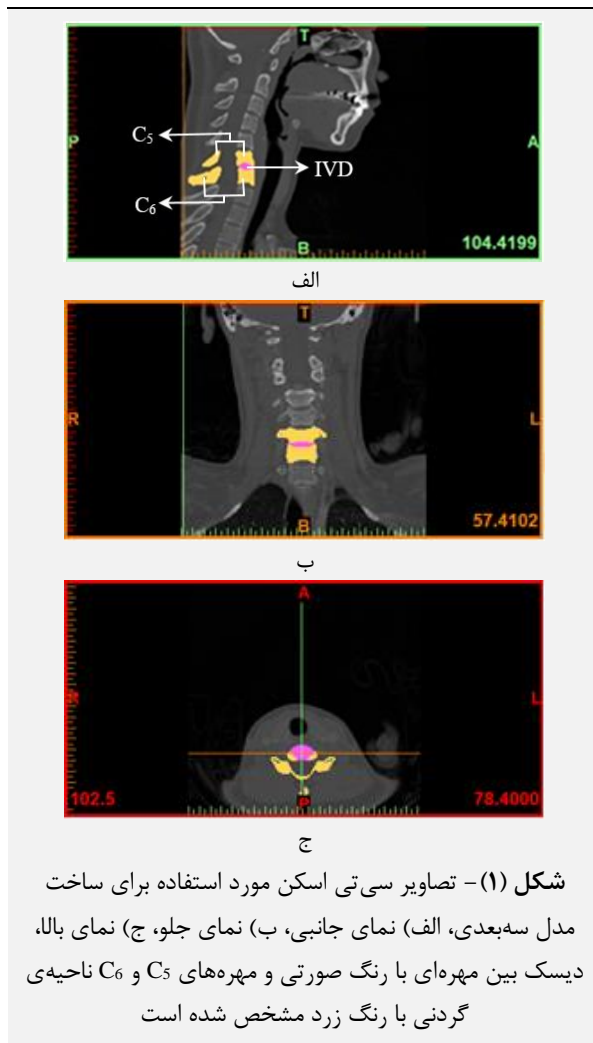 T
C5
P
A
IVD
C6
B
104.4199
الف
T
R
L
B
57.4102
ب
A
R
L
102.5
P
78.4000
ج
شکل (۱)- تصاویر سی‌تی اسکن مورد استفاده برای ساخت
مدل سه‌بعدی، الف) نمای جانبی، ب) نمای جلو، ج) نمای بالا،
دیسک بین مهره‌ای با رنگ صورتی و مهره‌های C5 و C6 ناحیه‌ی
گردنی با رنگ زرد مشخص شده است